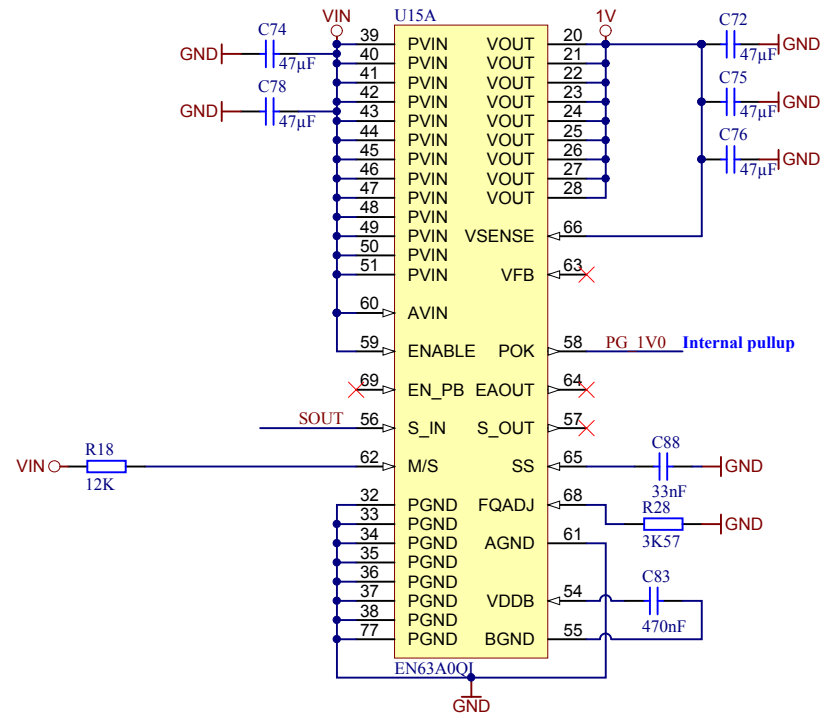 VIN U15A 1V
C74 39 PVIN VOUT 20 C72
GND 47µF 40 PVIN VOUT 21 47µF GND
C78 41 PVIN VOUT 22 C75
GND 47µF 42 PVIN VOUT 23 47µF GND
43 PVIN VOUT 24
44 PVIN VOUT 25 C76
45 PVIN VOUT 26 47µF GND
46 PVIN VOUT 27
47 PVIN VOUT 28
48 PVIN
49 PVIN VSENSE 66
50 PVIN
51 PVIN VFB 63
60 AVIN
59 ENABLE POK 58 PG_1V0 Internal pullup
69 EN_PB EAOUT 64
SOUT 56 S_IN S_OUT 57
R18 C88
VIN 12K 62 M/S SS 65 33nF GND
32 PGND FQADJ 68 R28
33 PGND 3K57 GND
34 PGND AGND 61
35 PGND
36 PGND C83
37 PGND VDDB 54 470nF
38 PGND
77 PGND BGND 55
EN63A0QI
GND